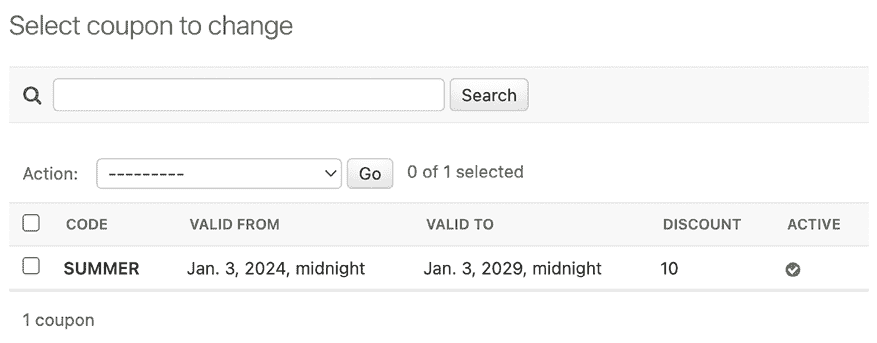 Select coupon to change
Search
Action: --------- Go 0 of 1 selected
CODE VALID FROM VALID TO DISCOUNT ACTIVE
SUMMER Jan. 3, 2024, midnight Jan. 3, 2029, midnight 10
1 coupon